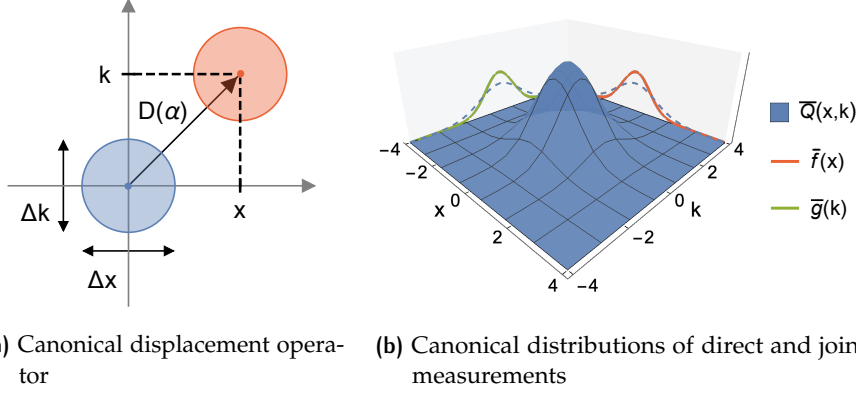 k
D(α)
Δk
x
Δx
Q̅(x,k)
f̄(x)
g̅(k)
−4
−2
x 0
2
4
4
2
0 k
−2
−4
) Canonical displacement opera-
tor
(b) Canonical distributions of direct and join
measurements